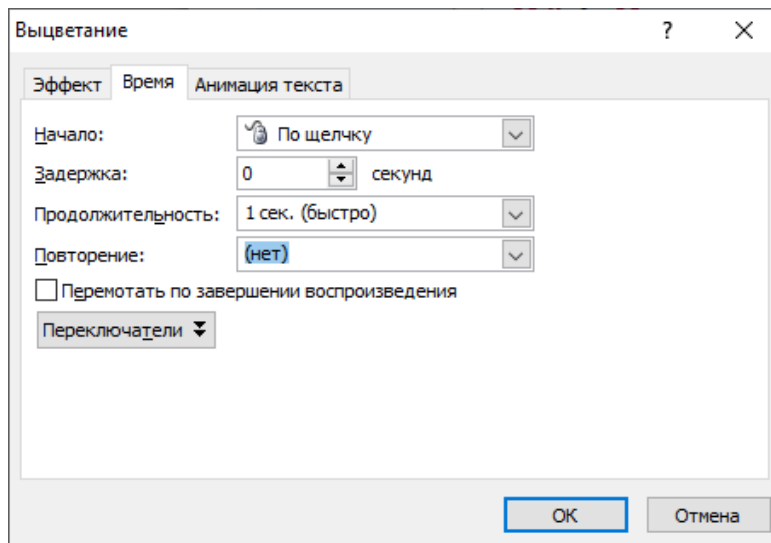 Выцветание ?
Эффект Время Анимация текста
Начало: По щелчку
Задержка: 0 секунд
Продолжительность: 1 сек. (быстро)
Повторение: (нет)
Перемотать по завершении воспроизведения
Переключатели
ОК Отмена